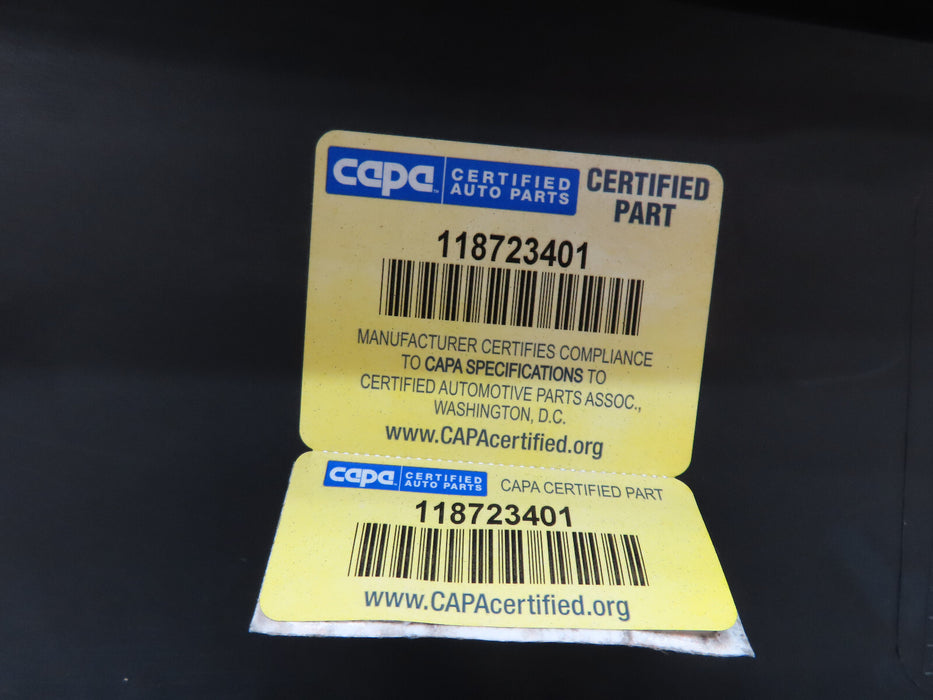 capa™ CERTIFIED AUTO PARTS CERTIFIED PART
118723401
MANUFACTURER CERTIFIES COMPLIANCE
TO CAPA SPECIFICATIONS TO
CERTIFIED AUTOMOTIVE PARTS ASSOC.,
WASHINGTON, D.C.
www.CAPAcertified.org
capa CERTIFIED AUTO PARTS CAPA CERTIFIED PART
118723401
www.CAPAcertified.org